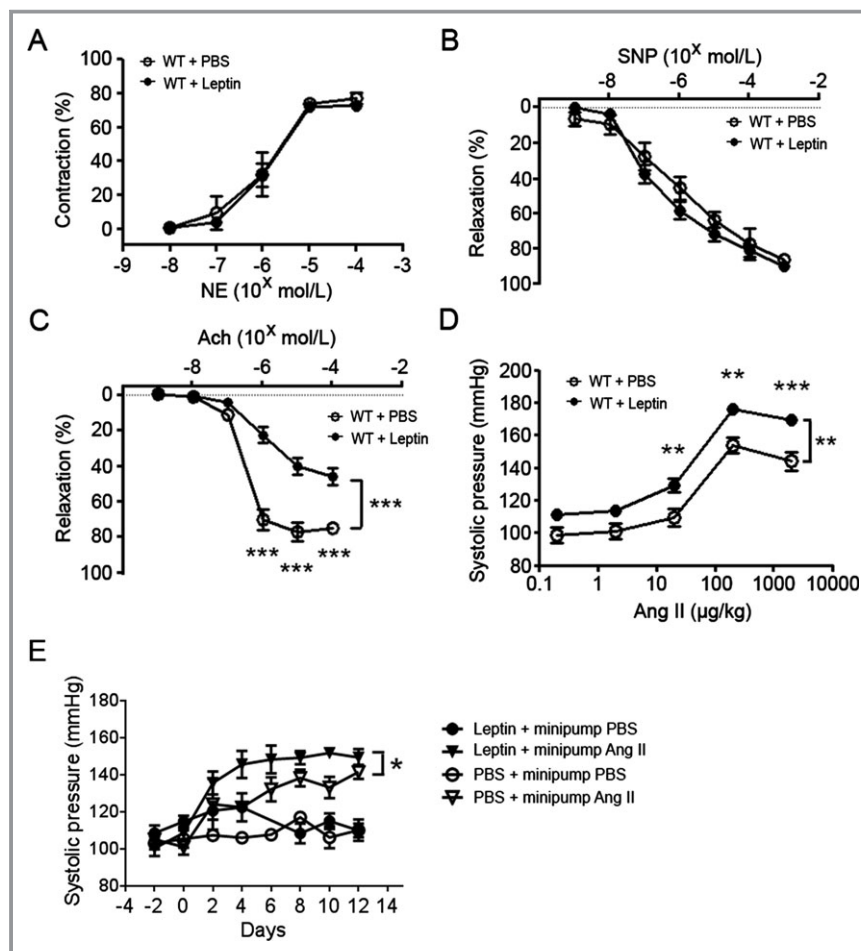 A
WT + PBS
WT + Leptin
Contraction (%)
100
80
60
40
20
0
-9 -8 -7 -6 -5 -4 -3
NE (10^X mol/L)
B
SNP (10^X mol/L)
-8 -6 -4 -2
WT + PBS
WT + Leptin
Relaxation (%)
0
20
40
60
80
100
C
Ach (10^X mol/L)
-8 -6 -4 -2
WT + PBS
WT + Leptin
Relaxation (%)
0
20
40
60
80
100
***
*** *** ***
D
WT + PBS
WT + Leptin
Systolic pressure (mmHg)
200
180
160
140
120
100
80
** ** *** **
0.1 1 10 100 1000 10000
Ang II (µg/kg)
E
Systolic pressure (mmHg)
180
160
140
120
100
80
*
-4 -2 0 2 4 6 8 10 12 14
Days
Leptin + minipump PBS
Leptin + minipump Ang II
PBS + minipump PBS
PBS + minipump Ang II